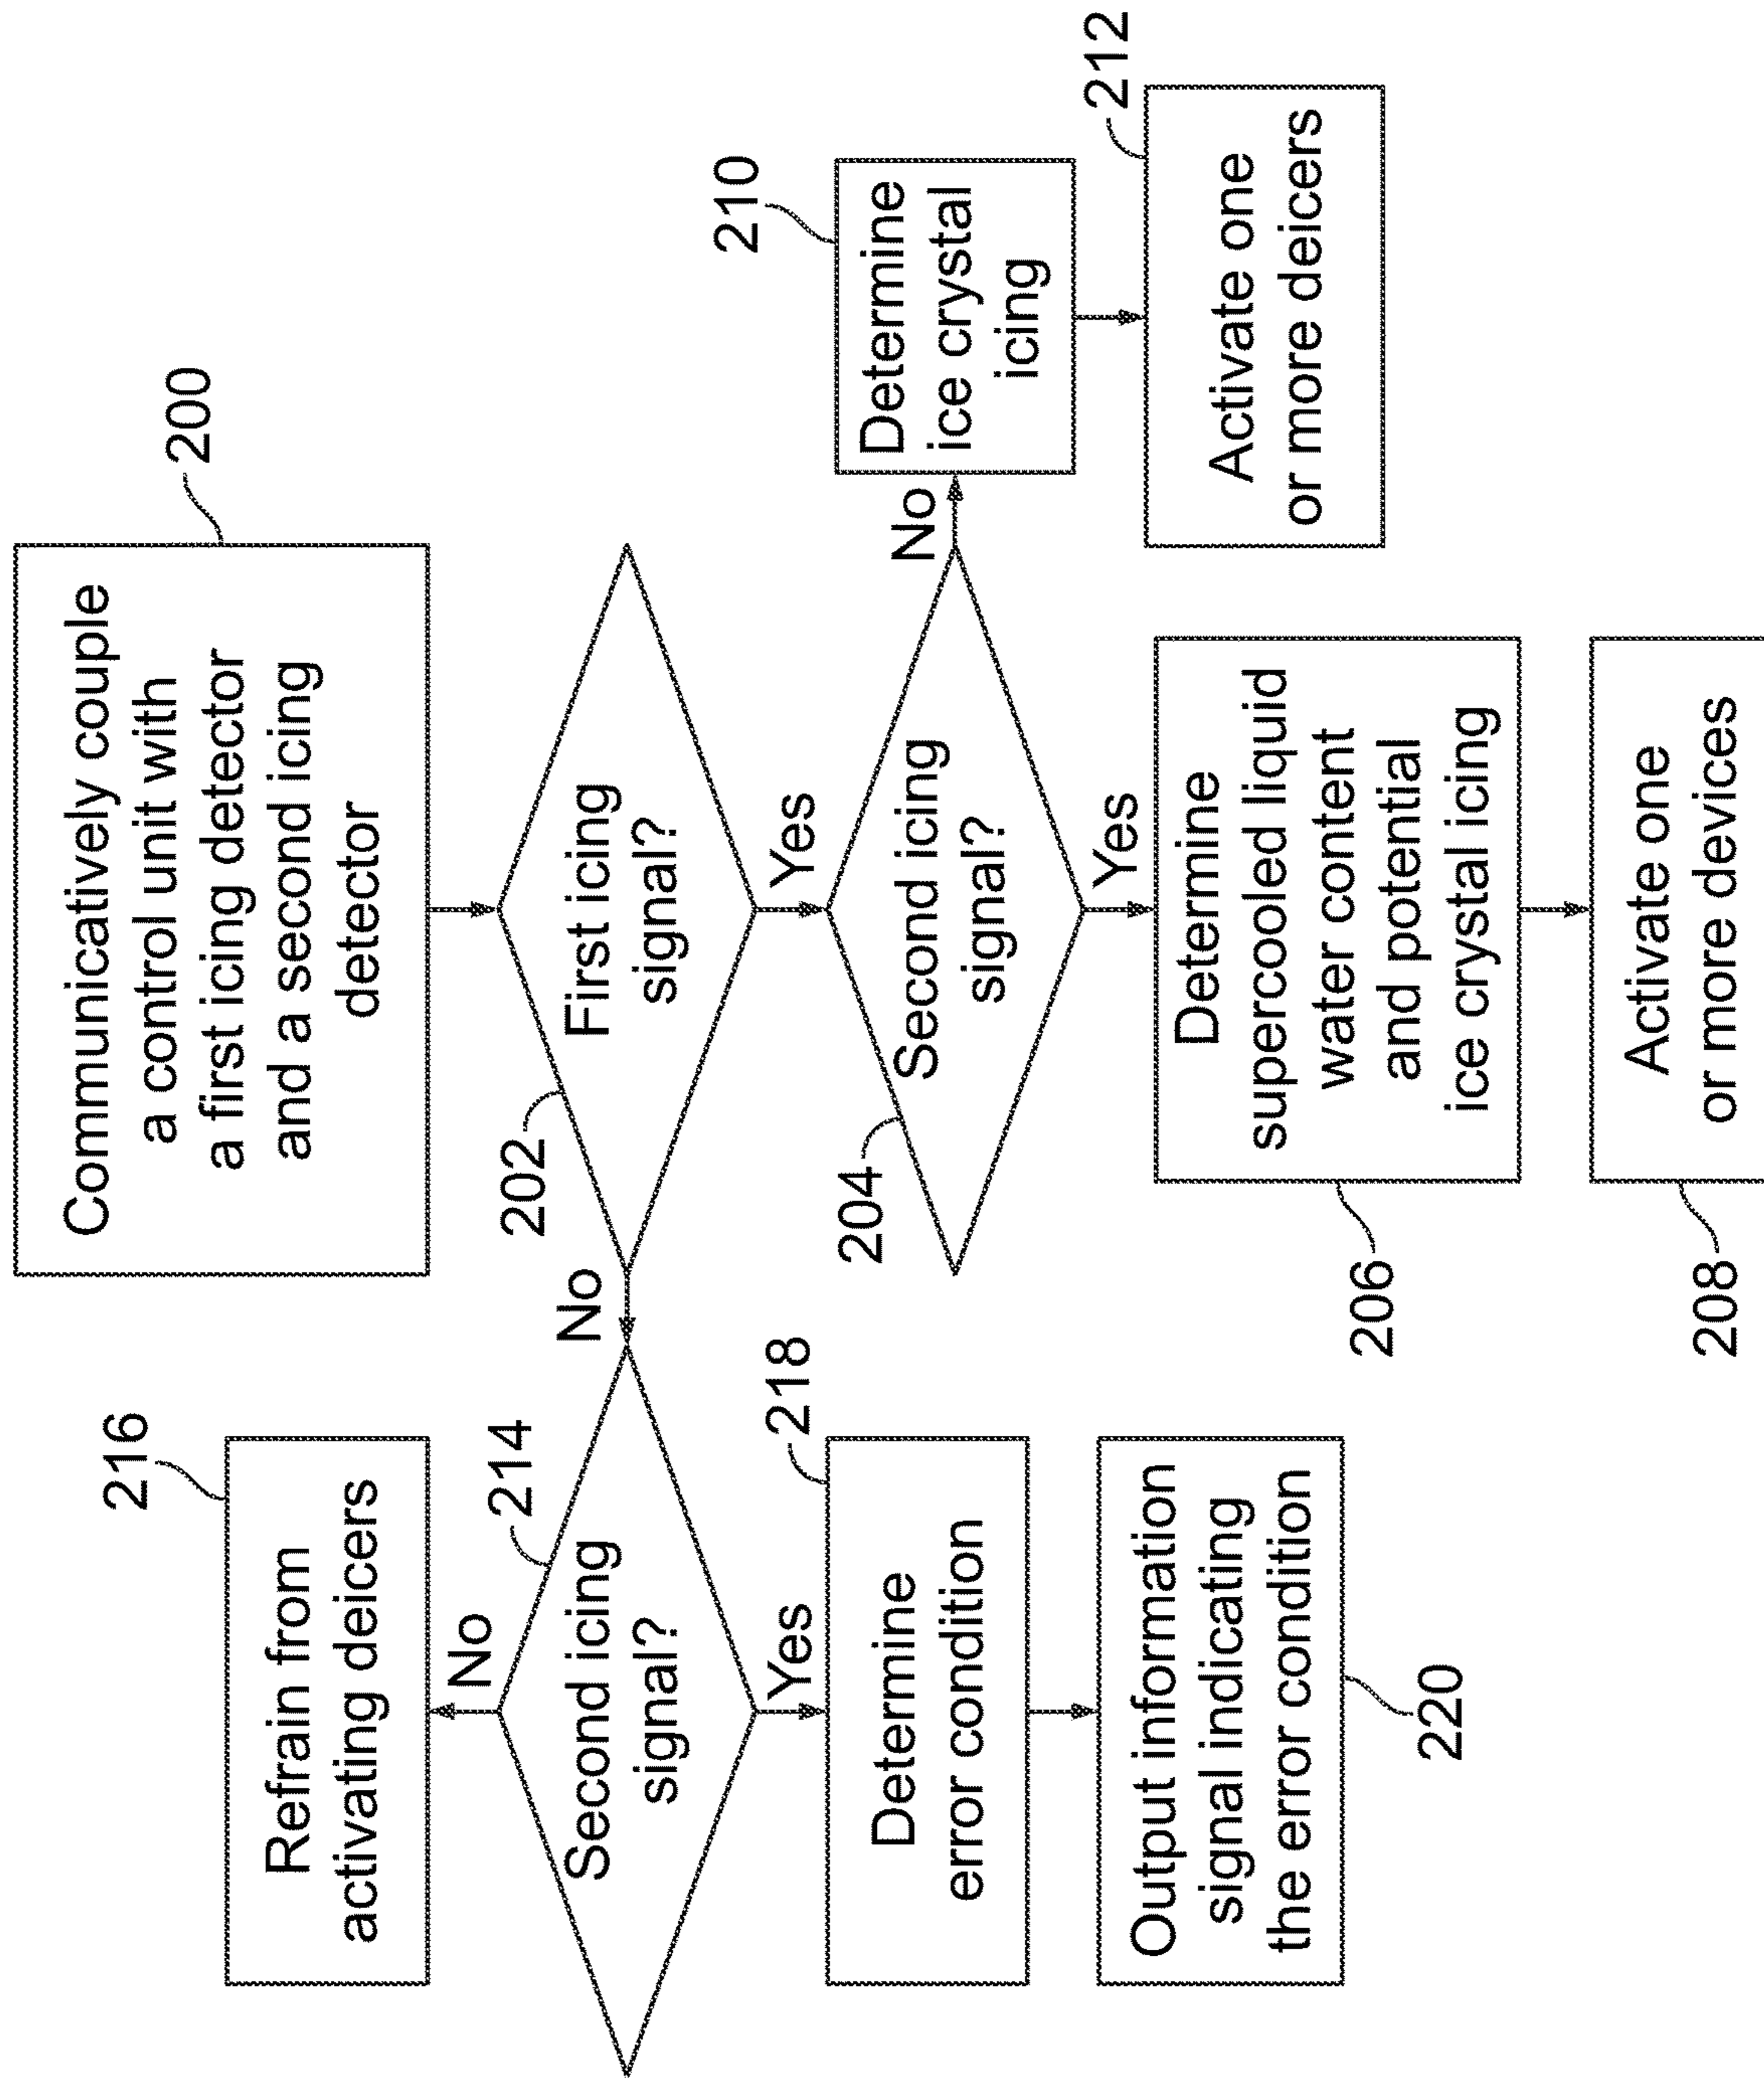 200
Communicatively couple
a control unit with
a first icing detector
and a second icing
detector
202
First icing
signal?
No
Yes
216
Refrain from
activating deicers
No
214
Second icing
signal?
Yes
218
Determine
error condition
Output information
signal indicating
the error condition
220
204
Second icing
signal?
No
Yes
210
Determine
ice crystal
icing
212
Activate one
or more deicers
206
Determine
supercooled liquid
water content
and potential
ice crystal icing
208
Activate one
or more devices